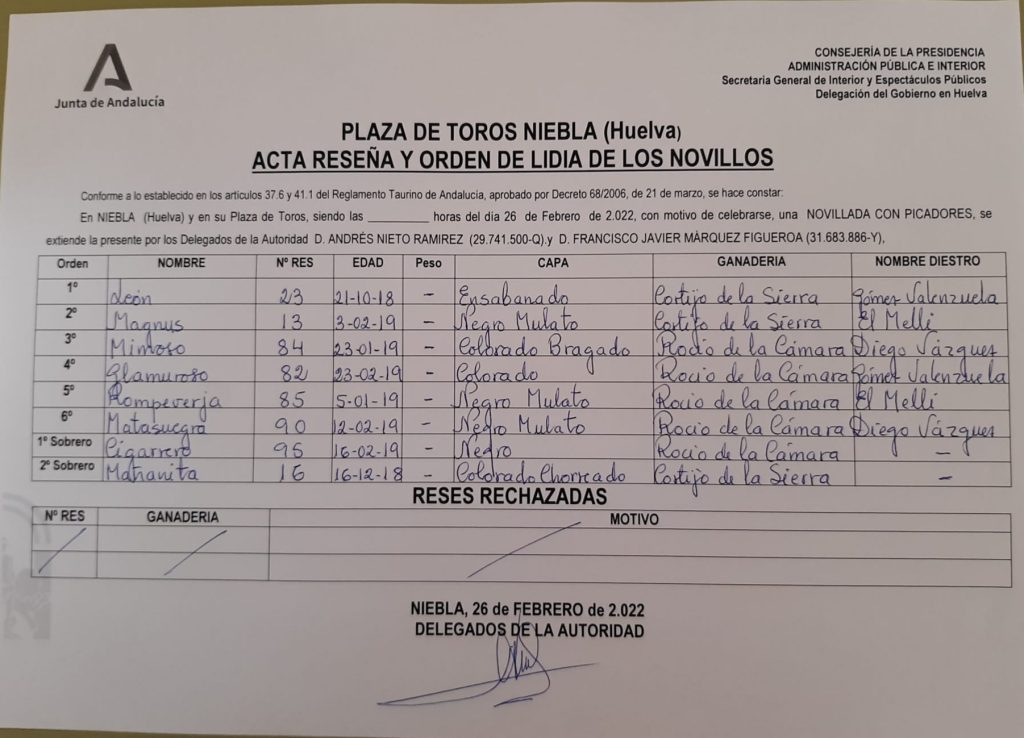 Junta de Andalucía
CONSEJERÍA DE LA PRESIDENCIA
ADMINISTRACIÓN PÚBLICA E INTERIOR
Secretaria General de Interior y Espectáculos Públicos
Delegación del Gobierno en Huelva
PLAZA DE TOROS NIEBLA (Huelva)
ACTA RESEÑA Y ORDEN DE LIDIA DE LOS NOVILLOS
Conforme a lo establecido en los artículos 37.6 y 41.1 del Reglamento Taurino de Andalucía, aprobado por Decreto 68/2006, de 21 de marzo, se hace constar:
En NIEBLA (Huelva) y en su Plaza de Toros, siendo las _________ horas del día 26 de Febrero de 2.022, con motivo de celebrarse, una NOVILLADA CON PICADORES, se
extiende la presente por los Delegados de la Autoridad D. ANDRÉS NIETO RAMIREZ (29.741.500-Q).y D. FRANCISCO JAVIER MÀRQUEZ FIGUEROA (31.683.886-Y),
Orden NOMBRE Nº RES EDAD Peso CAPA GANADERIA NOMBRE DIESTRO
1º León 23 21-10-18 - Ensabanado Cortijo de la Sierra Gómez Valenzuela
2º Magnus 13 3-02-19 - Negro Mulato Cortijo de la Sierra El Melli
3º Mimoso 84 23-01-19 - Colorado Bragado Rocío de la Cámara Diego Vázques
4º Glamuroso 82 23-02-19 - Colorado Rocio de la Cámara Gómez Valenzuela
5º Rompeverja 85 5-01-19 - Negro Mulato Rocio de la Cámara El Melli
6º Matasuegra 90 12-02-19 - Negro Mulato Rocio de la Cámara Diego Vázques
1º Sobrero Cigarrero 95 16-02-19 - Negro Rocio de la Cámara -
2º Sobrero Mañanita 16 16-12-18 - Colorado Chorreado Cortijo de la Sierra -
RESES RECHAZADAS
Nº RES GANADERIA MOTIVO
NIEBLA, 26 de FEBRERO de 2.022
DELEGADOS DE LA AUTORIDAD